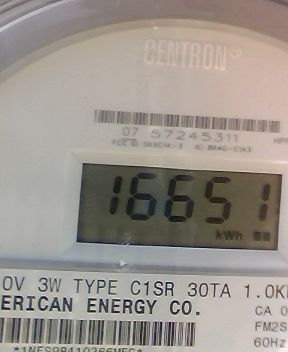 CENTRON®
07 57245311
16651
kWh
0V 3W TYPE C1SR 30TA 1.0K
ERICAN ENERGY CO.
CA 0
FM2S
60Hz